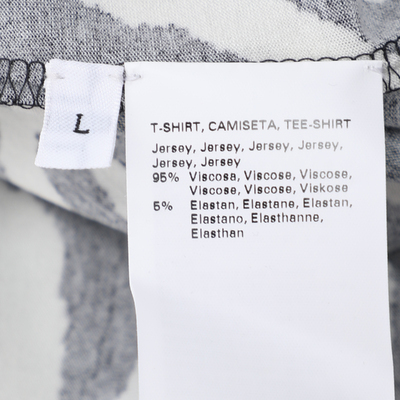 L
T-SHIRT, CAMISETA, TEE-SHIRT
Jersey, Jersey, Jersey, Jersey,
Jersey, Jersey
95% Viscosa, Viscose, Viscose,
Viscose, Viscose, Viskose
5% Elastan, Elastane, Elastan,
Elastano, Elasthanne,
Elasthan